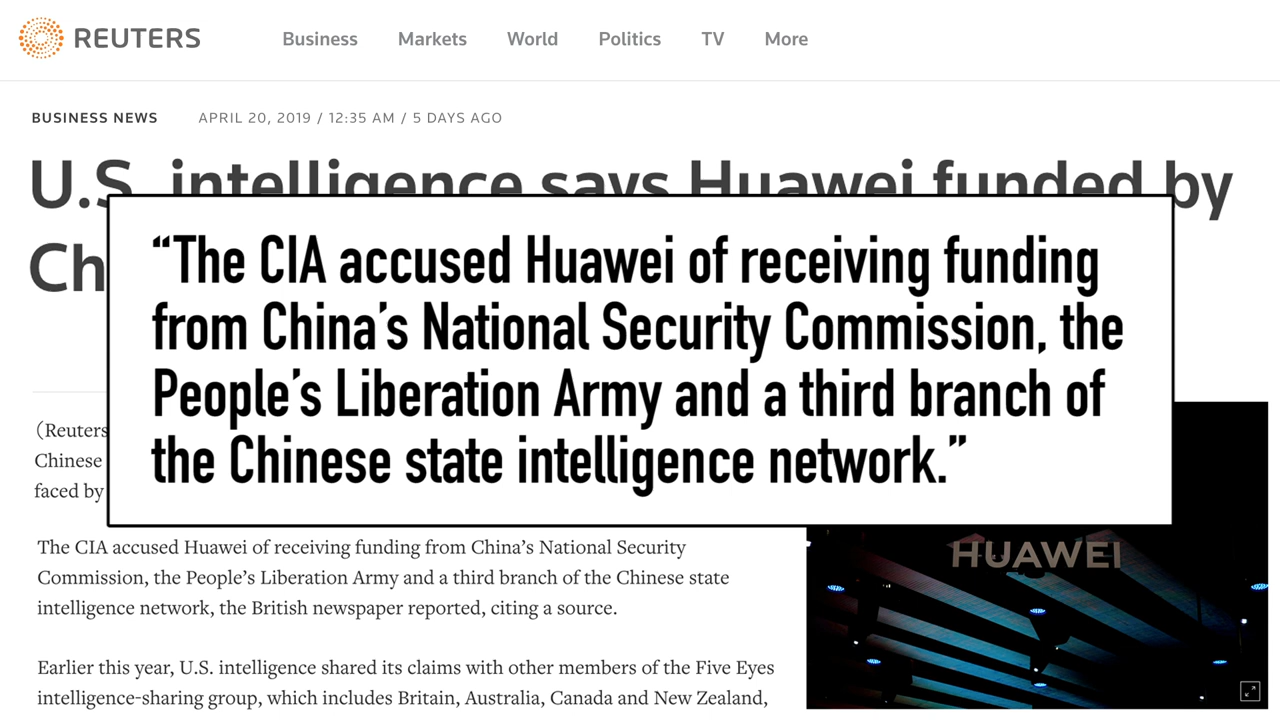 REUTERS
Business Markets World Politics TV More
BUSINESS NEWS APRIL 20, 2019 / 12:35 AM / 5 DAYS AGO
U.S. intelligence says Huawei funded by
“The CIA accused Huawei of receiving funding
from China’s National Security Commission, the
People’s Liberation Army and a third branch of
the Chinese state intelligence network.”
(Reuters
Chinese
faced by
The CIA accused Huawei of receiving funding from China’s National Security
Commission, the People’s Liberation Army and a third branch of the Chinese state
intelligence network, the British newspaper reported, citing a source.
Earlier this year, U.S. intelligence shared its claims with other members of the Five Eyes
intelligence-sharing group, which includes Britain, Australia, Canada and New Zealand,
HUAWEI